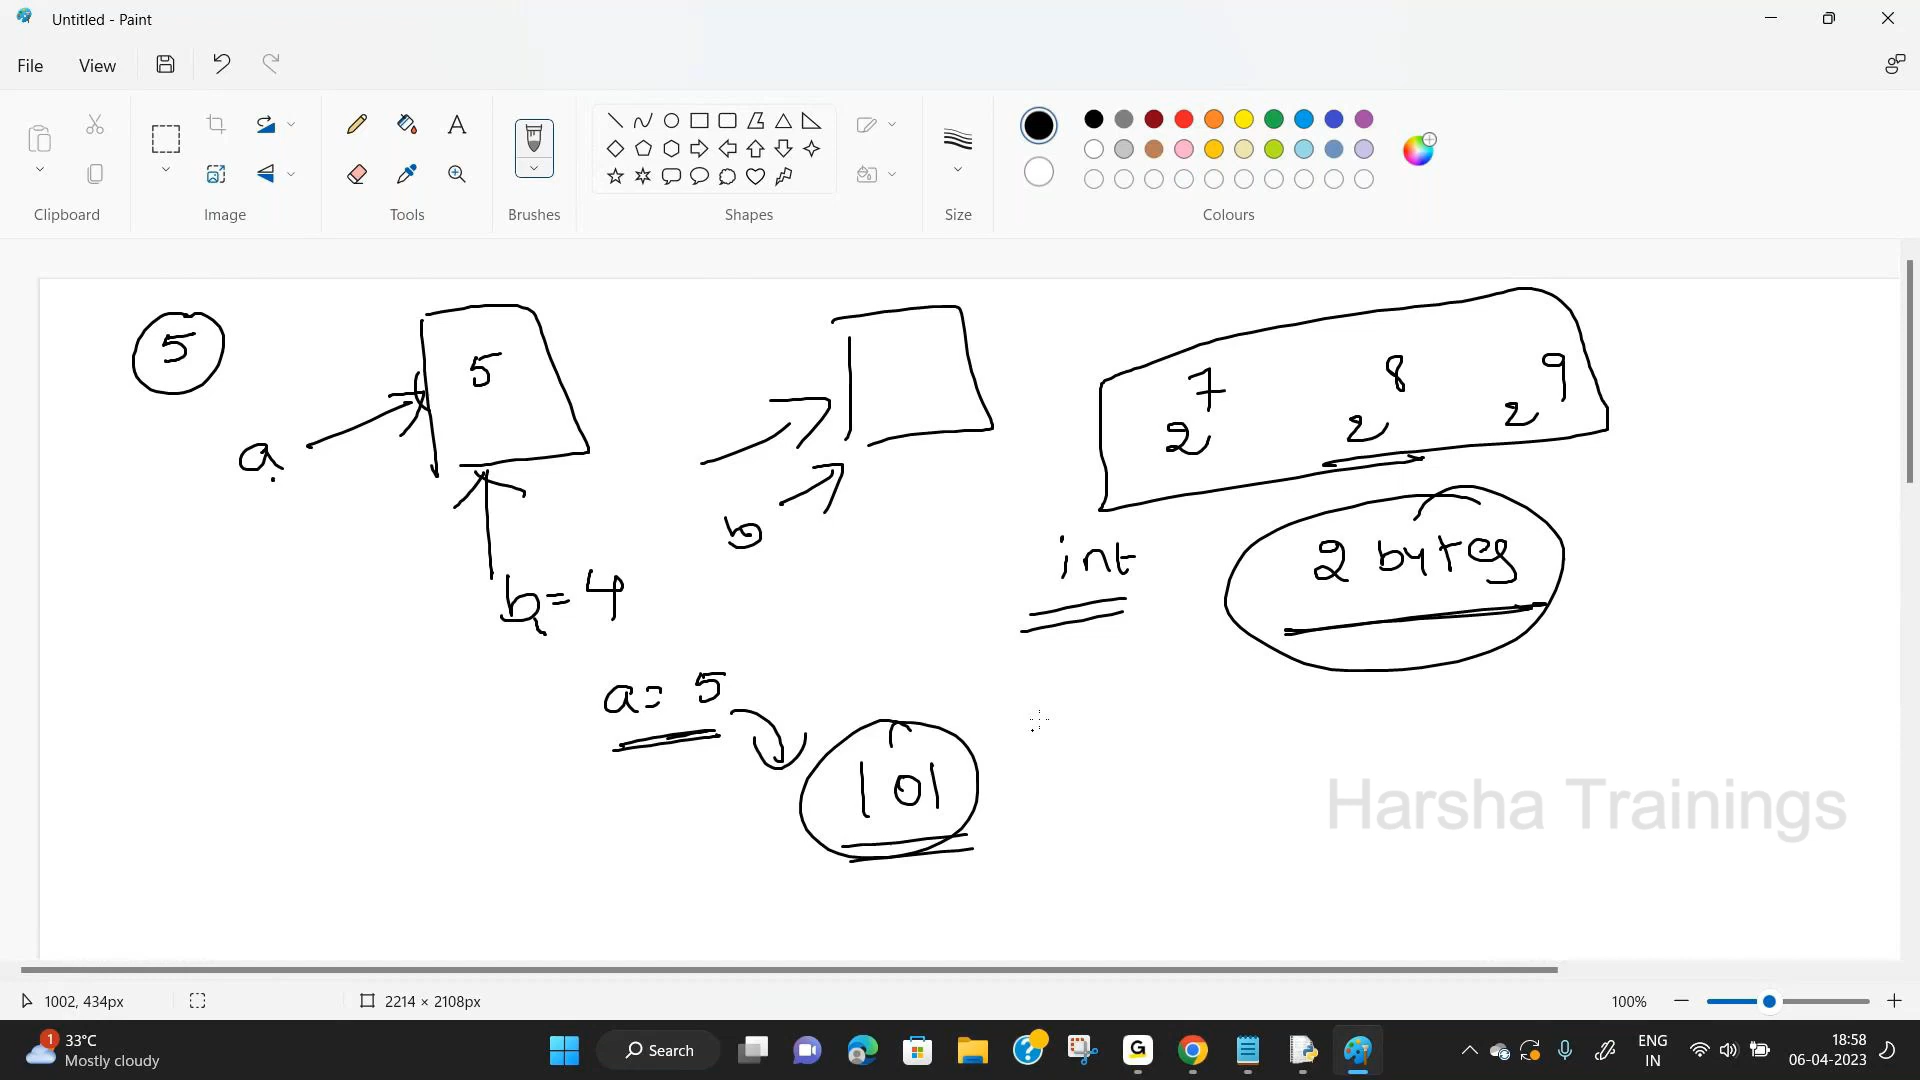 Untitled - Paint
File View
Clipboard Image Tools Brushes Shapes Size Colours
5
5
a
b = 4
b
2^7 2^8 2^9
int 2 bytes
a = 5
101
Harsha Trainings
1002, 434px 2214 × 2108px 100%
1 33°C
Mostly cloudy
Search
ENG
IN
18:58
06-04-2023